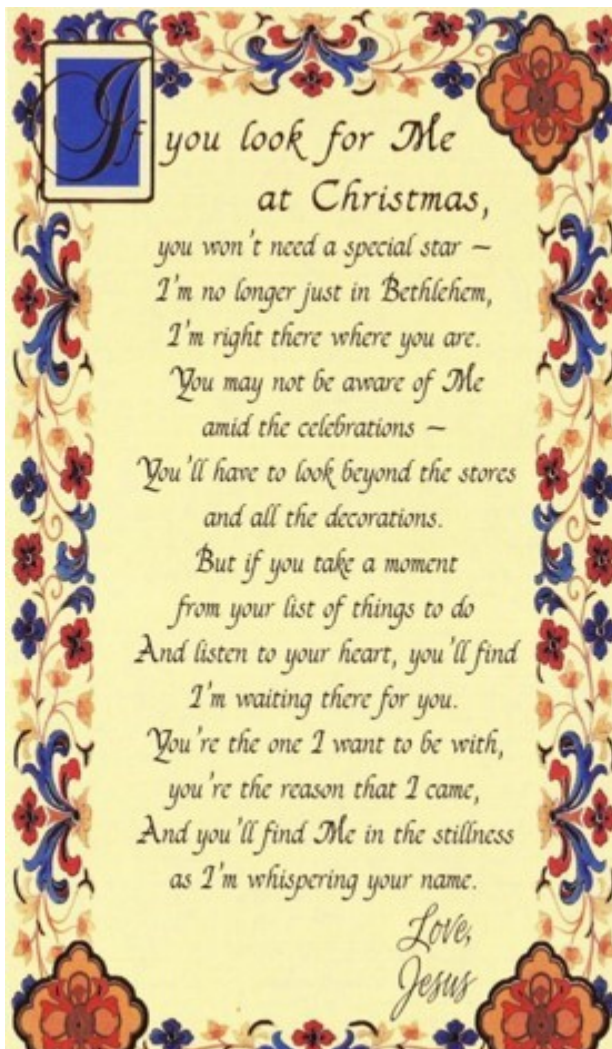 If you look for Me
at Christmas,
you won't need a special star ~
I'm no longer just in Bethlehem,
I'm right there where you are.
You may not be aware of Me
amid the celebrations ~
You'll have to look beyond the stores
and all the decorations.
But if you take a moment
from your list of things to do
And listen to your heart, you'll find
I'm waiting there for you.
You're the one I want to be with,
you're the reason that I came,
And you'll find Me in the stillness
as I'm whispering your name.
Love,
Jesus